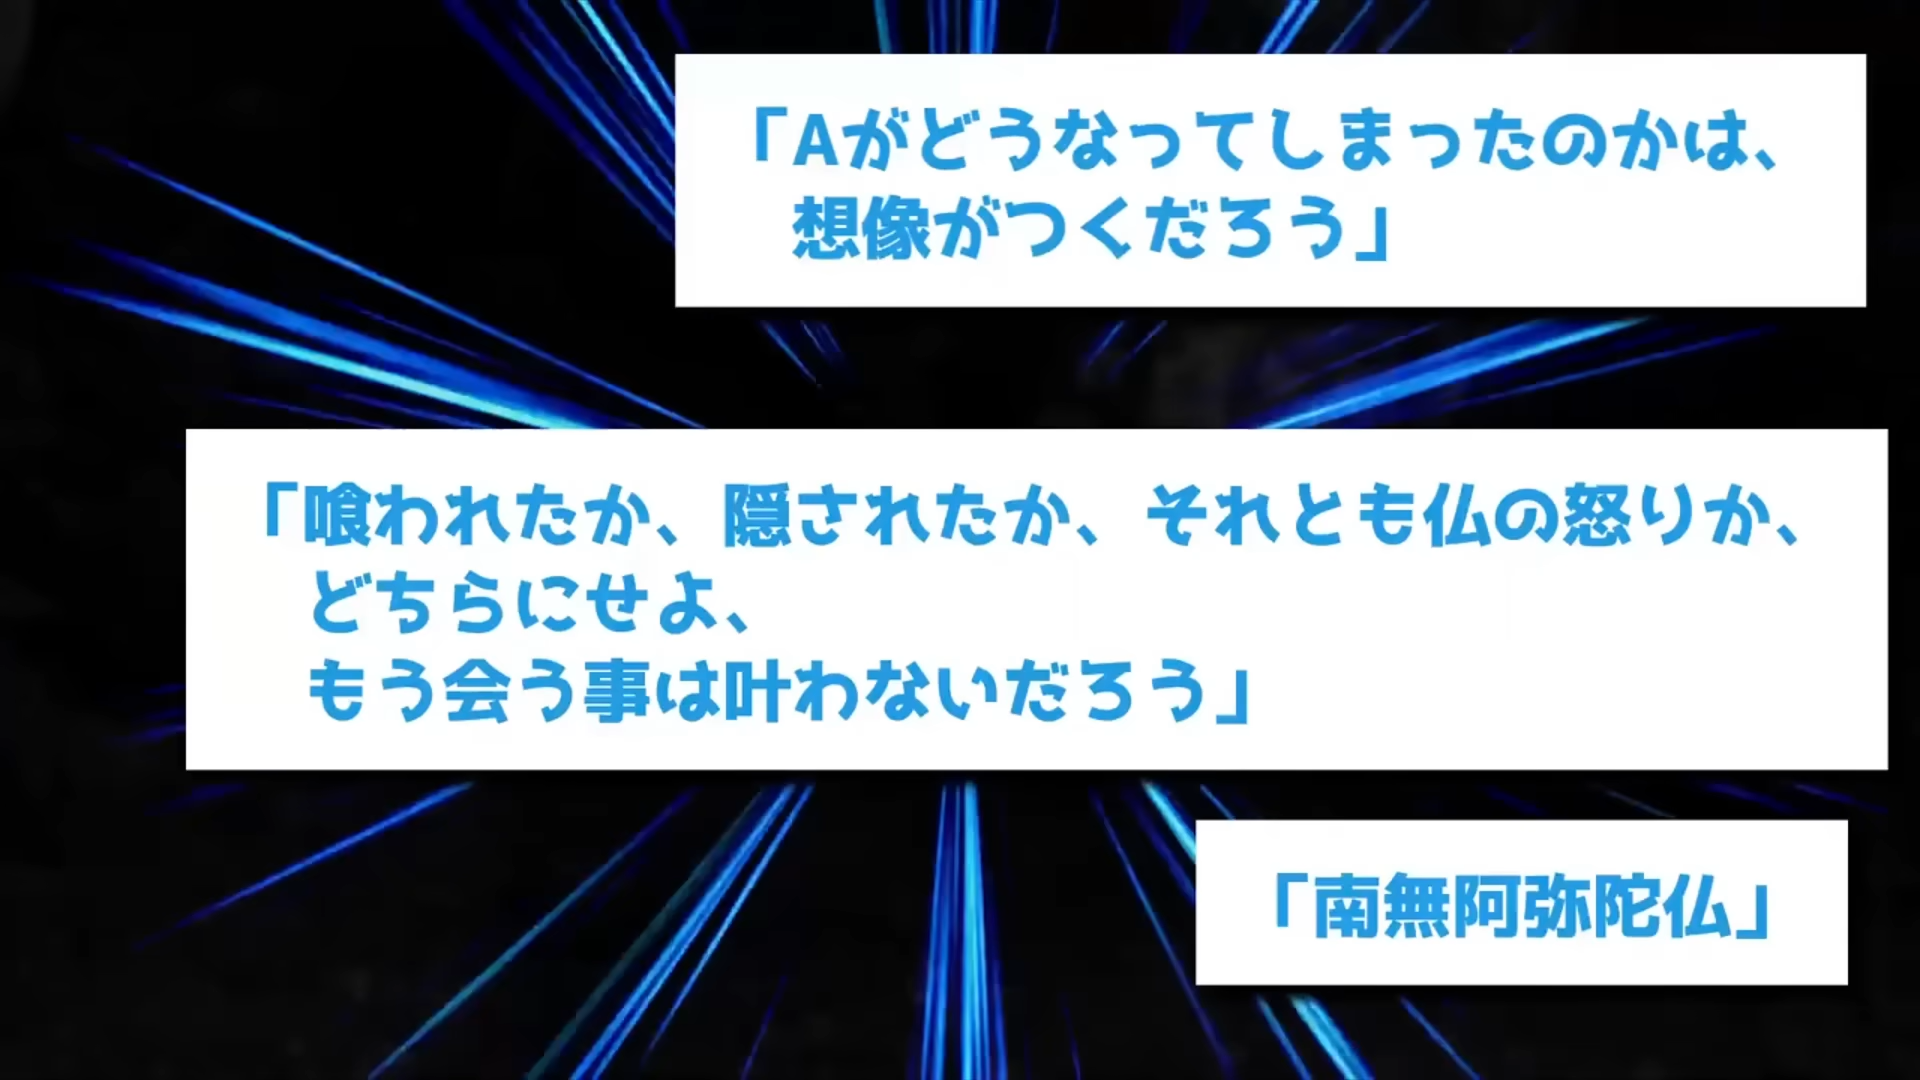 「Aがどうなってしまったのかは、
想像がつくだろう」
「喰われたか、隠されたか、それとも仏の怒りか、
どちらにせよ、
もう会う事は叶わないだろう」
「南無阿弥陀仏」